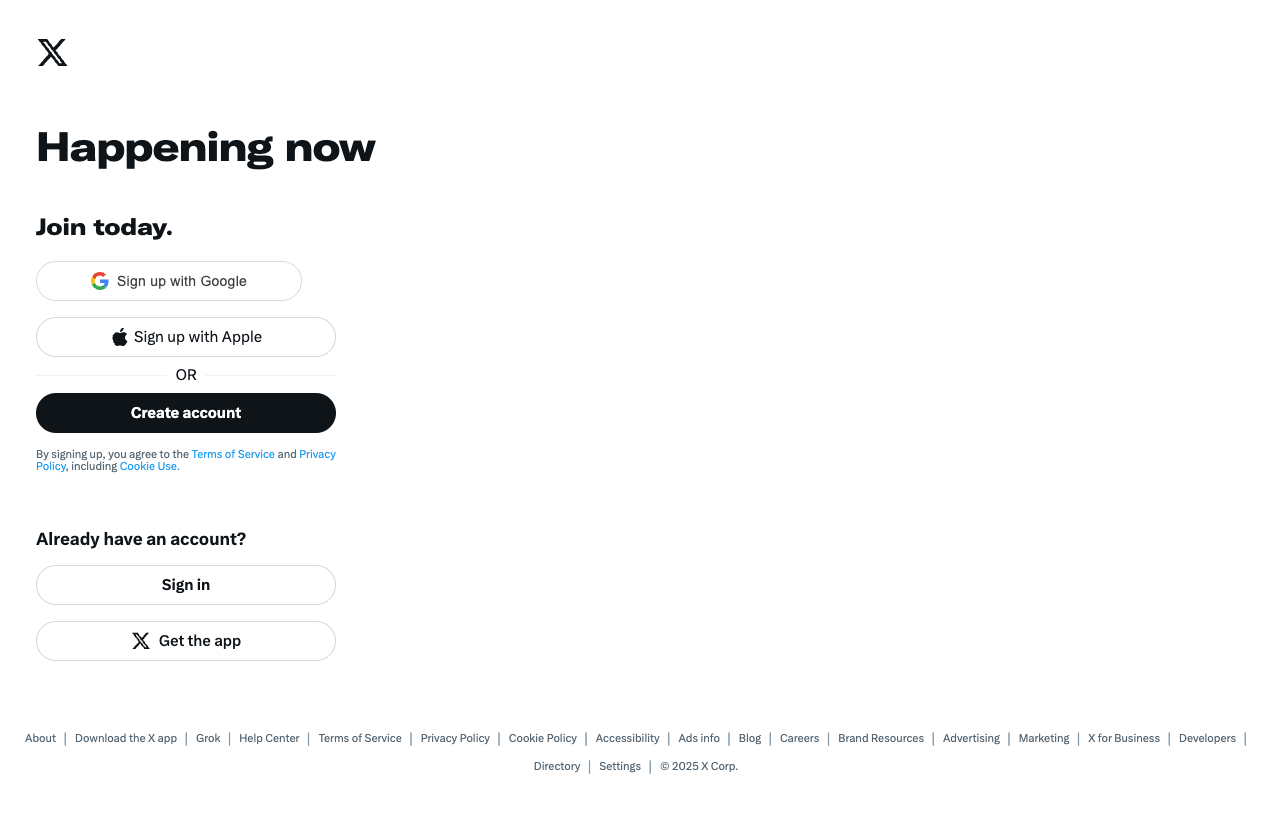 Happening now
Join today.
Sign up with Google
Sign up with Apple
OR
Create account
By signing up, you agree to the Terms of Service and Privacy
Policy, including Cookie Use.
Already have an account?
Sign in
Get the app
About | Download the X app | Grok | Help Center | Terms of Service | Privacy Policy | Cookie Policy | Accessibility | Ads info | Blog | Careers | Brand Resources | Advertising | Marketing | X for Business | Developers |
Directory | Settings | © 2025 X Corp.